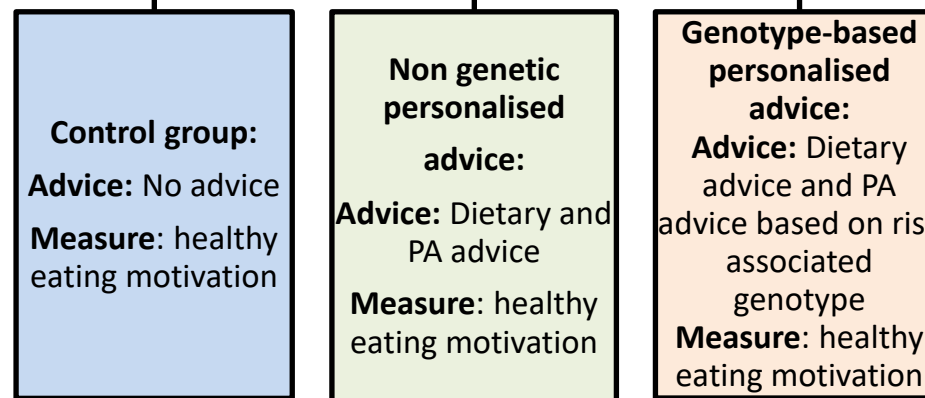 Control group:
Advice: No advice
Measure: healthy
eating motivation
Non genetic
personalised
advice:
Advice: Dietary and
PA advice
Measure: healthy
eating motivation
Genotype-based
personalised
advice:
Advice: Dietary
advice and PA
advice based on ris
associated
genotype
Measure: healthy
eating motivation